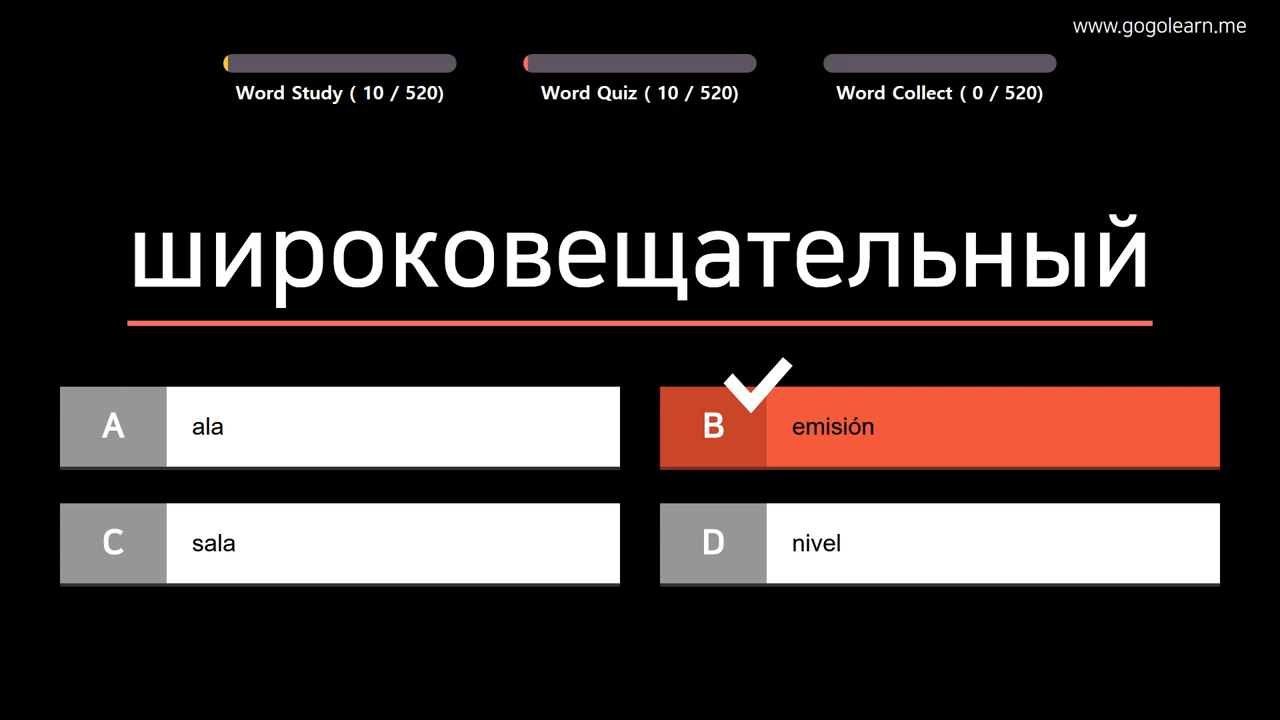 www.gogolearn.me
Word Study ( 10 / 520)
Word Quiz ( 10 / 520)
Word Collect ( 0 / 520)
широковещательный
A ala
B emisión
C sala
D nivel